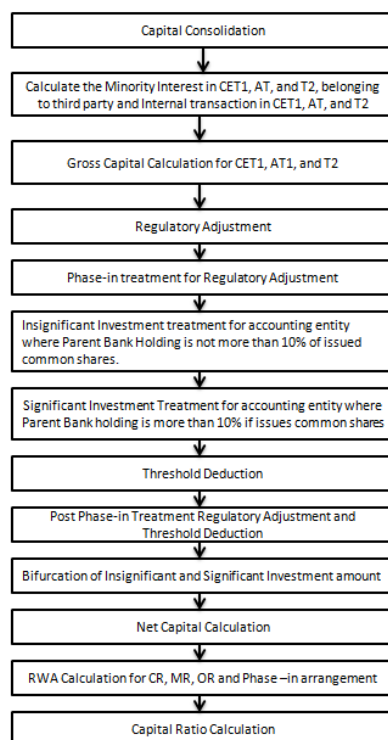 Capital Consolidation
Calculate the Minority Interest in CET1, AT, and T2, belonging
to third party and Internal transaction in CET1, AT, and T2
Gross Capital Calculation for CET1, AT1, and T2
Regulatory Adjustment
Phase-in treatment for Regulatory Adjustment
Insignificant Investment treatment for accounting entity
where Parent Bank Holding is not more than 10% of issued
common shares.
Significant Investment Treatment for accounting entity where
Parent Bank holding is more than 10% if issues common shares
Threshold Deduction
Post Phase-in Treatment Regulatory Adjustment and
Threshold Deduction
Bifurcation of Insignificant and Significant Investment amount
Net Capital Calculation
RWA Calculation for CR, MR, OR and Phase –in arrangement
Capital Ratio Calculation